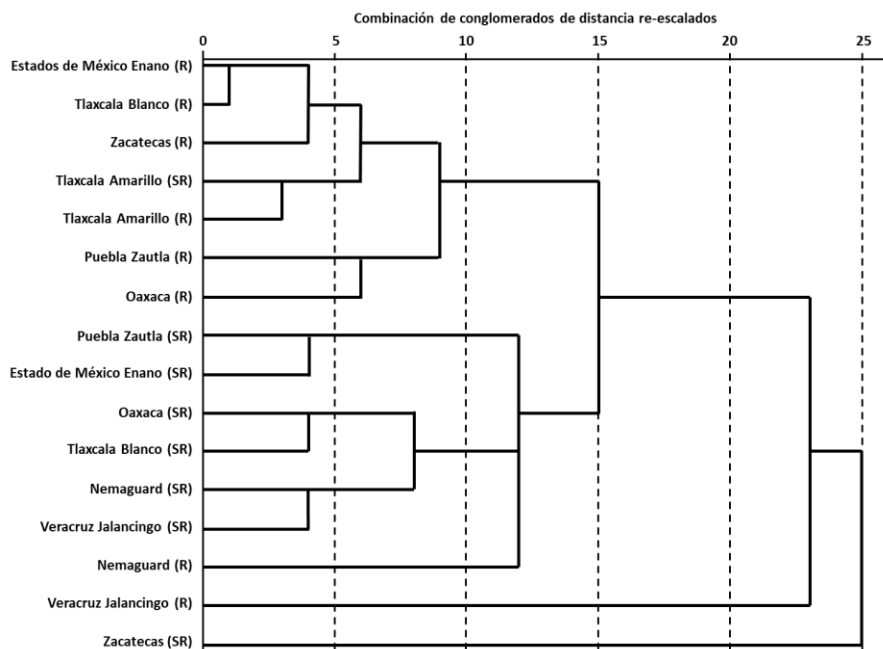 Combinación de conglomerados de distancia re-escalados
0 5 10 15 20 25
Estados de México Enano (R)
Tlaxcala Blanco (R)
Zacatecas (R)
Tlaxcala Amarillo (SR)
Tlaxcala Amarillo (R)
Puebla Zautla (R)
Oaxaca (R)
Puebla Zautla (SR)
Estado de México Enano (SR)
Oaxaca (SR)
Tlaxcala Blanco (SR)
Nemaguard (SR)
Veracruz Jalancingo (SR)
Nemaguard (R)
Veracruz Jalancingo (R)
Zacatecas (SR)